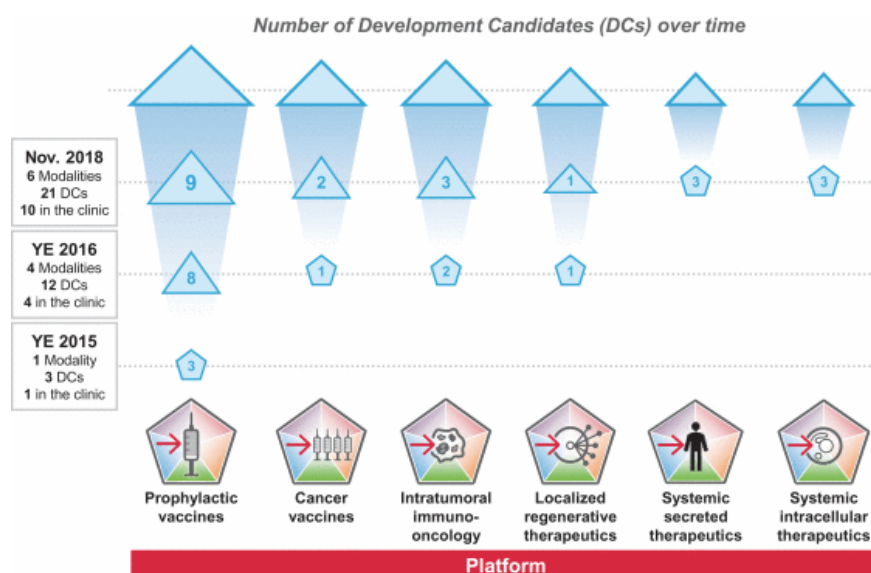 Number of Development Candidates (DCs) over time
Nov. 2018
6 Modalities
21 DCs
10 in the clinic
9
2
3
1
3
3
YE 2016
4 Modalities
12 DCs
4 in the clinic
8
1
2
1
YE 2015
1 Modality
3 DCs
1 in the clinic
3
Prophylactic
vaccines
Cancer
vaccines
Intratumoral
immuno-
oncology
Localized
regenerative
therapeutics
Systemic
secreted
therapeutics
Systemic
intracellular
therapeutics
Platform